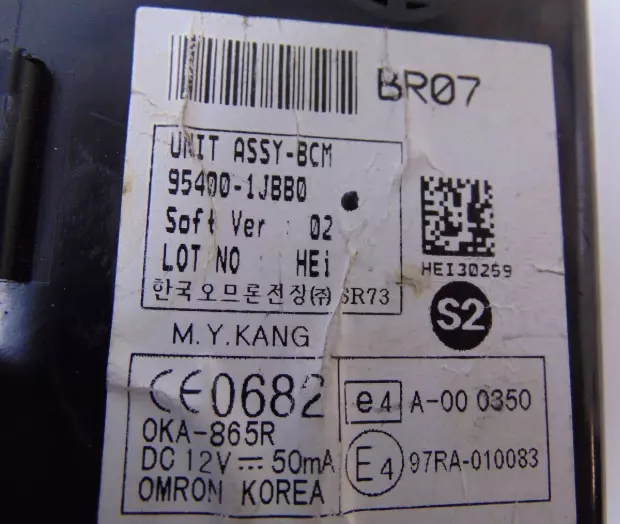 BR07
UNIT ASSY-BCM
95400-1JBB0
Soft Ver : 02
LOT NO : HEi
한국오므론전장(주) SR73
HEI30259
S2
M.Y.KANG
CE0682
OKA-865R
DC 12V ⎓ 50mA
OMRON KOREA
e4 A-00 0350
E4 97RA-010083